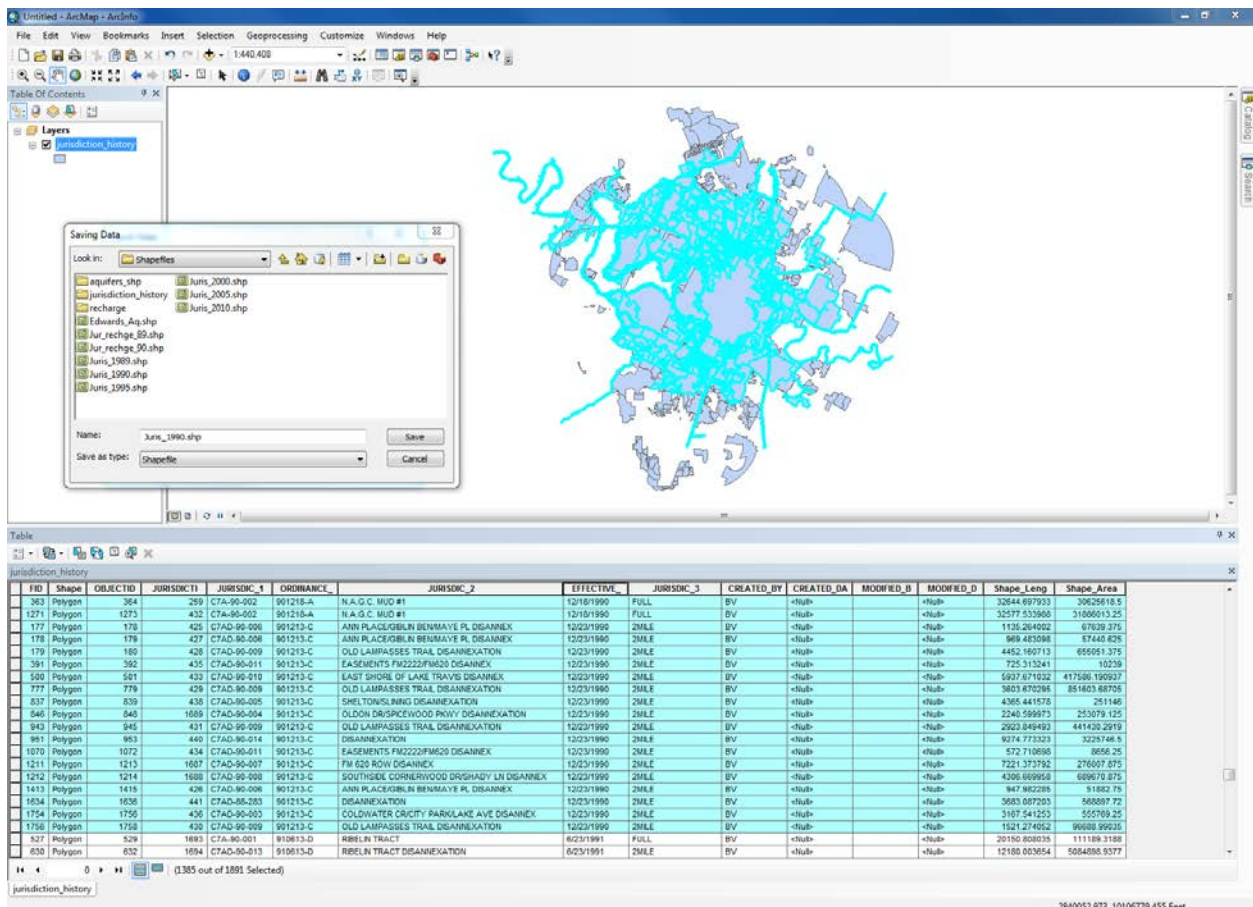 Untitled - ArcMap - ArcInfo
File Edit View Bookmarks Insert Selection Geoprocessing Customize Windows Help
1:440,408
Table Of Contents
Layers
jurisdiction_history
Catalog
Search
Saving Data
Look in: Shapefiles
aquifers_shp
jurisdiction_history
recharge
Edwards_Aq.shp
Jur_rechge_89.shp
Jur_rechge_90.shp
Juris_1989.shp
Juris_1990.shp
Juris_1995.shp
Juris_2000.shp
Juris_2005.shp
Juris_2010.shp
Name: Juris_1990.shp Save
Save as type: Shapefile Cancel
Table
jurisdiction_history
FID Shape OBJECTID JURISDICTI JURISDIC_1 ORDINANCE_ JURISDIC_2 EFFECTIVE_ JURISDIC_3 CREATED_BY CREATED_DA MODIFIED_B MODIFIED_D Shape_Leng Shape_Area
363 Polygon 364 259 C7A-90-002 901218-A N.A.G.C. MUD #1 12/18/1990 FULL BV <Null> <Null> 32644.697933 30625618.5
1271 Polygon 1273 432 C7A-90-002 901218-A N.A.G.C. MUD #1 12/18/1990 FULL BV <Null> <Null> 32577.533988 31886013.25
177 Polygon 178 425 C7AD-90-006 901213-C ANN PLACE/GIBLIN BEN/MAYE PL DISANNEX 12/23/1990 2MILE BV <Null> <Null> 1135.264002 67639.375
178 Polygon 179 427 C7AD-90-006 901213-C ANN PLACE/GIBLIN BEN/MAYE PL DISANNEX 12/23/1990 2MILE BV <Null> <Null> 969.483098 57440.625
179 Polygon 180 428 C7AD-90-009 901213-C OLD LAMPASSES TRAIL DISANNEXATION 12/23/1990 2MILE BV <Null> <Null> 4452.160713 655051.375
391 Polygon 392 435 C7AD-90-011 901213-C EASEMENTS FM2222/FM620 DISANNEX 12/23/1990 2MILE BV <Null> <Null> 725.313241 10239
500 Polygon 501 433 C7AD-90-010 901213-C EAST SHORE OF LAKE TRAVIS DISANNEX 12/23/1990 2MILE BV <Null> <Null> 5937.671032 417586.190937
777 Polygon 779 429 C7AD-90-009 901213-C OLD LAMPASSES TRAIL DISANNEXATION 12/23/1990 2MILE BV <Null> <Null> 3603.670295 851603.68705
837 Polygon 839 438 C7AD-90-005 901213-C SHELTON/SLINING DISANNEXATION 12/23/1990 2MILE BV <Null> <Null> 4365.441578 251146
846 Polygon 848 1689 C7AD-90-004 901213-C OLDON DR/SPICEWOOD PKWY DISANNEXATION 12/23/1990 2MILE BV <Null> <Null> 2240.599973 253079.125
943 Polygon 945 431 C7AD-90-009 901213-C OLD LAMPASSES TRAIL DISANNEXATION 12/23/1990 2MILE BV <Null> <Null> 2923.849493 441430.2919
951 Polygon 953 440 C7AD-90-014 901213-C DISANNEXATION 12/23/1990 2MILE BV <Null> <Null> 9274.773323 3225746.5
1070 Polygon 1072 434 C7AD-90-011 901213-C EASEMENTS FM2222/FM620 DISANNEX 12/23/1990 2MILE BV <Null> <Null> 572.710698 8656.25
1211 Polygon 1213 1687 C7AD-90-007 901213-C FM 620 ROW DISANNEX 12/23/1990 2MILE BV <Null> <Null> 7221.373792 276007.875
1212 Polygon 1214 1688 C7AD-90-008 901213-C SOUTHSIDE CORNERWOOD DR/SHADY LN DISANNEX 12/23/1990 2MILE BV <Null> <Null> 4306.669958 689670.875
1413 Polygon 1415 426 C7AD-90-006 901213-C ANN PLACE/GIBLIN BEN/MAYE PL DISANNEX 12/23/1990 2MILE BV <Null> <Null> 947.982285 51882.75
1634 Polygon 1636 441 C7AD-88-283 901213-C DISANNEXATION 12/23/1990 2MILE BV <Null> <Null> 3683.087203 568897.72
1754 Polygon 1756 436 C7AD-90-003 901213-C COLDWATER CR/CITY PARK/LAKE AVE DISANNEX 12/23/1990 2MILE BV <Null> <Null> 3167.541253 555769.25
1756 Polygon 1758 430 C7AD-90-009 901213-C OLD LAMPASSES TRAIL DISANNEXATION 12/23/1990 2MILE BV <Null> <Null> 1521.274052 99688.99035
527 Polygon 529 1693 C7A-90-001 910613-D RIBELIN TRACT 6/23/1991 FULL BV <Null> <Null> 20150.808035 111189.3188
630 Polygon 632 1694 C7AD-90-013 910613-D RIBELIN TRACT DISANNEXATION 6/23/1991 2MILE BV <Null> <Null> 12180.003654 5084898.9377
0 (1385 out of 1891 Selected)
jurisdiction_history